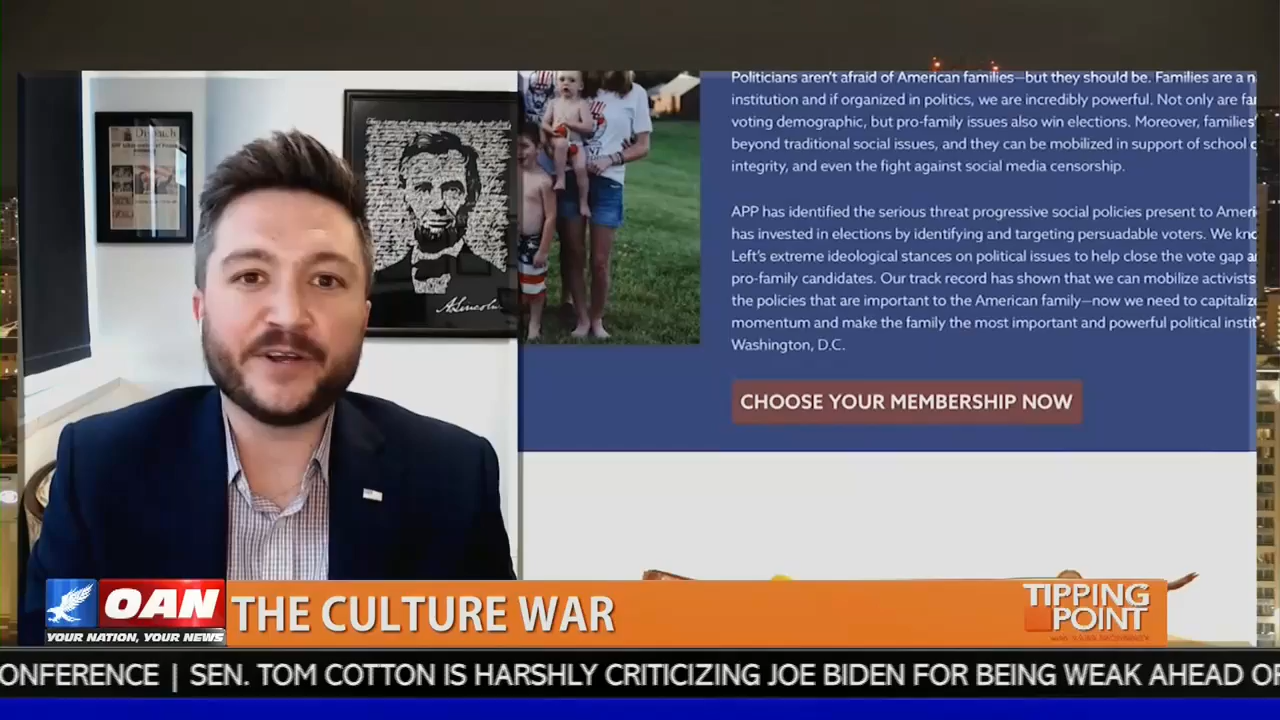 Dispatch
Politicians aren't afraid of American families—but they should be. Families are a n
institution and if organized in politics, we are incredibly powerful. Not only are fa
voting demographic, but pro-family issues also win elections. Moreover, families'
beyond traditional social issues, and they can be mobilized in support of school c
integrity, and even the fight against social media censorship.
APP has identified the serious threat progressive social policies present to Ameri
has invested in elections by identifying and targeting persuadable voters. We kno
Left's extreme ideological stances on political issues to help close the vote gap a
pro-family candidates. Our track record has shown that we can mobilize activists
the policies that are important to the American family—now we need to capitalize
momentum and make the family the most important and powerful political instit
Washington, D.C.
CHOOSE YOUR MEMBERSHIP NOW
A. Lincoln
OAN
YOUR NATION, YOUR NEWS
THE CULTURE WAR
TIPPING
POINT
ONFERENCE | SEN. TOM COTTON IS HARSHLY CRITICIZING JOE BIDEN FOR BEING WEAK AHEAD OF